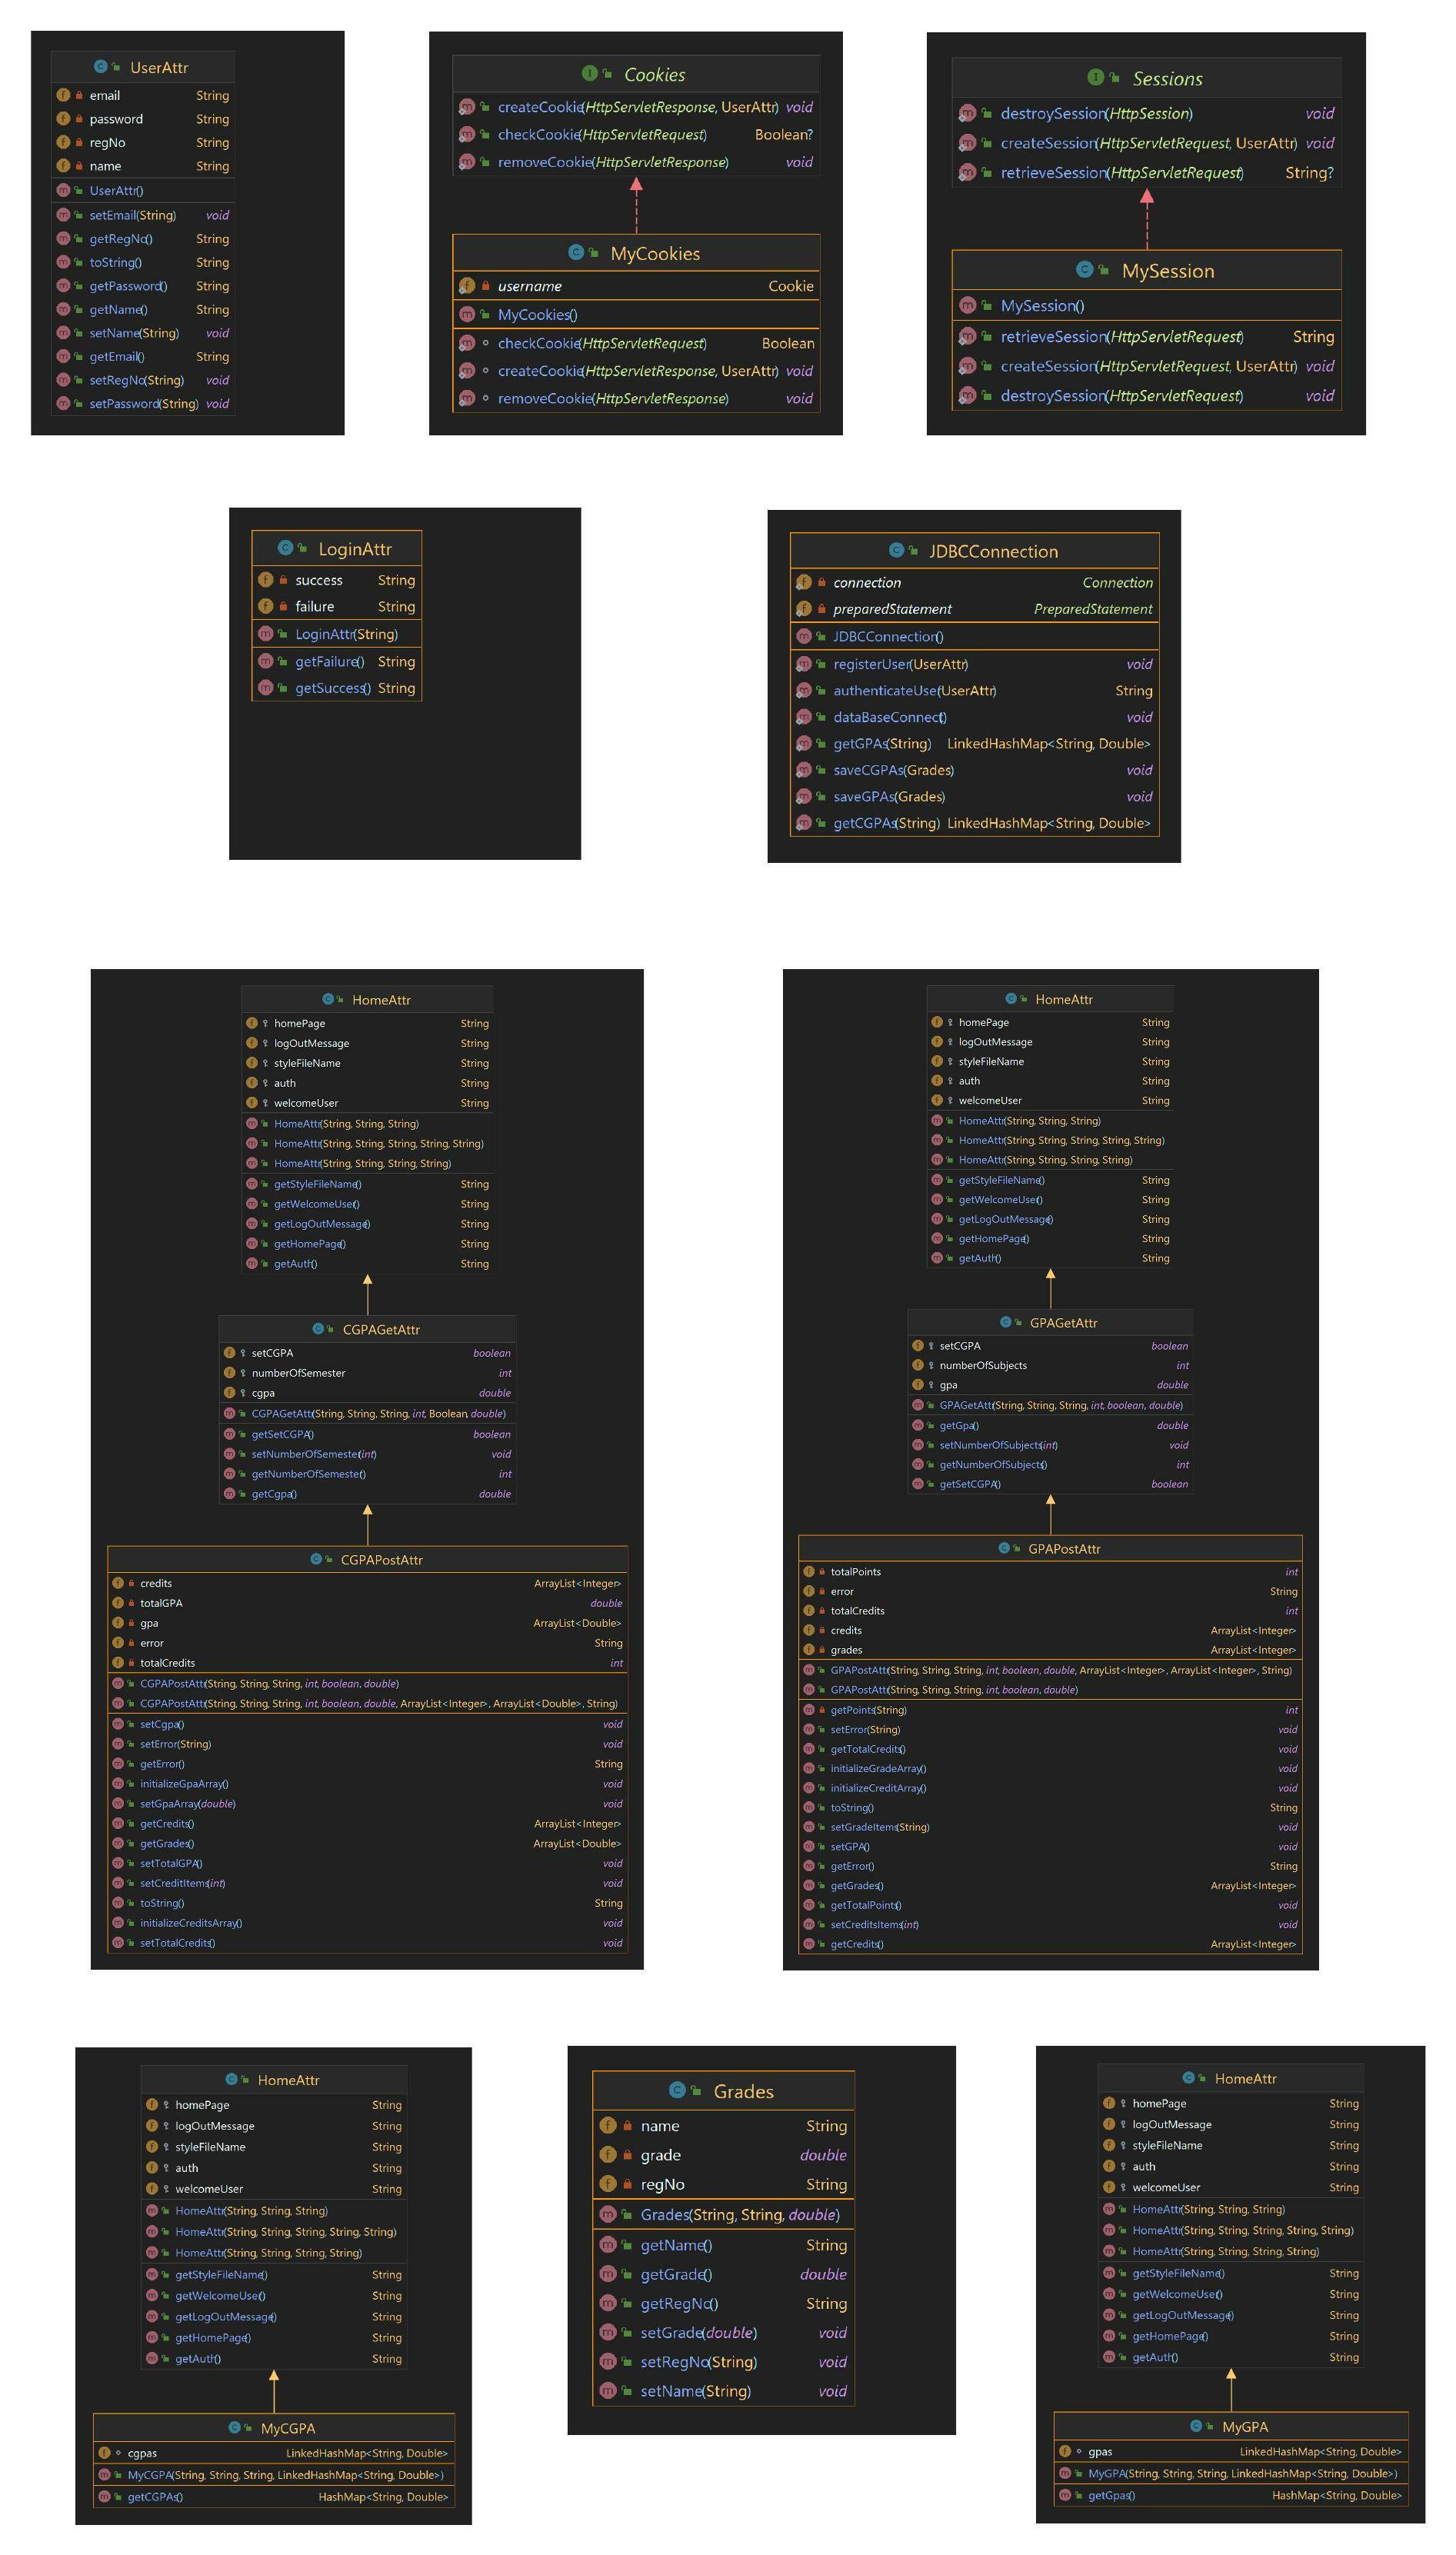 UserAttr
email String
password String
regNo String
name String
UserAttr()
setEmail(String) void
getRegNo() String
toString() String
getPassword() String
getName() String
setName(String) void
getEmail() String
setRegNo(String) void
setPassword(String) void
Cookies
createCookie(HttpServletResponse, UserAttr) void
checkCookie(HttpServletRequest) Boolean?
removeCookie(HttpServletResponse) void
MyCookies
username Cookie
MyCookies()
checkCookie(HttpServletRequest) Boolean
createCookie(HttpServletResponse, UserAttr) void
removeCookie(HttpServletResponse) void
Sessions
destroySession(HttpSession) void
createSession(HttpServletRequest, UserAttr) void
retrieveSession(HttpServletRequest) String?
MySession
MySession()
retrieveSession(HttpServletRequest) String
createSession(HttpServletRequest, UserAttr) void
destroySession(HttpServletRequest) void
LoginAttr
success String
failure String
LoginAttr(String)
getFailure() String
getSuccess() String
JDBCConnection
connection Connection
preparedStatement PreparedStatement
JDBCConnection()
registerUser(UserAttr) void
authenticateUse(UserAttr) String
dataBaseConnect() void
getGPAs(String) LinkedHashMap<String, Double>
saveCGPAs(Grades) void
saveGPAs(Grades) void
getCGPAs(String) LinkedHashMap<String, Double>
HomeAttr
homePage String
logOutMessage String
styleFileName String
auth String
welcomeUser String
HomeAttr(String, String, String)
HomeAttr(String, String, String, String, String)
HomeAttr(String, String, String, String)
getStyleFileName() String
getWelcomeUser() String
getLogOutMessage() String
getHomePage() String
getAuth() String
CGPAGetAttr
setCGPA boolean
numberOfSemester int
cgpa double
CGPAGetAttr(String, String, String, int, Boolean, double)
getSetCGPA() boolean
setNumberOfSemester(int) void
getNumberOfSemester() int
getCgpa() double
CGPAPostAttr
credits ArrayList<Integer>
totalGPA double
gpa ArrayList<Double>
error String
totalCredits int
CGPAPostAttr(String, String, String, int, boolean, double)
CGPAPostAttr(String, String, String, int, boolean, double, ArrayList<Integer>, ArrayList<Double>, String)
setCgpa() void
setError(String) void
getError() String
initializeGpaArray() void
setGpaArray(double) void
getCredits() ArrayList<Integer>
getGrades() ArrayList<Double>
setTotalGPA() void
setCreditItems(int) void
toString() String
initializeCreditsArray() void
setTotalCredits() void
HomeAttr
homePage String
logOutMessage String
styleFileName String
auth String
welcomeUser String
HomeAttr(String, String, String)
HomeAttr(String, String, String, String, String)
HomeAttr(String, String, String, String)
getStyleFileName() String
getWelcomeUser() String
getLogOutMessage() String
getHomePage() String
getAuth() String
GPAGetAttr
setCGPA boolean
numberOfSubjects int
gpa double
GPAGetAttr(String, String, String, int, boolean, double)
getGpa() double
setNumberOfSubjects(int) void
getNumberOfSubjects() int
getSetCGPA() boolean
GPAPostAttr
totalPoints int
error String
totalCredits int
credits ArrayList<Integer>
grades ArrayList<Integer>
GPAPostAttr(String, String, String, int, boolean, double, ArrayList<Integer>, ArrayList<Integer>, String)
GPAPostAttr(String, String, String, int, boolean, double)
getPoints(String) int
setError(String) void
getTotalCredits() void
initializeGradeArray() void
initializeCreditArray() void
toString() String
setGradeItems(String) void
setGPA() void
getError() String
getGrades() ArrayList<Integer>
getTotalPoints() void
setCreditsItems(int) void
getCredits() ArrayList<Integer>
HomeAttr
homePage String
logOutMessage String
styleFileName String
auth String
welcomeUser String
HomeAttr(String, String, String)
HomeAttr(String, String, String, String, String)
HomeAttr(String, String, String, String)
getStyleFileName() String
getWelcomeUser() String
getLogOutMessage() String
getHomePage() String
getAuth() String
MyCGPA
cgpas LinkedHashMap<String, Double>
MyCGPA(String, String, String, LinkedHashMap<String, Double>)
getCGPAs() HashMap<String, Double>
Grades
name String
grade double
regNo String
Grades(String, String, double)
getName() String
getGrade() double
getRegNo() String
setGrade(double) void
setRegNo(String) void
setName(String) void
HomeAttr
homePage String
logOutMessage String
styleFileName String
auth String
welcomeUser String
HomeAttr(String, String, String)
HomeAttr(String, String, String, String, String)
HomeAttr(String, String, String, String)
getStyleFileName() String
getWelcomeUser() String
getLogOutMessage() String
getHomePage() String
getAuth() String
MyGPA
gpas LinkedHashMap<String, Double>
MyGPA(String, String, String, LinkedHashMap<String, Double>)
getGpas() HashMap<String, Double>